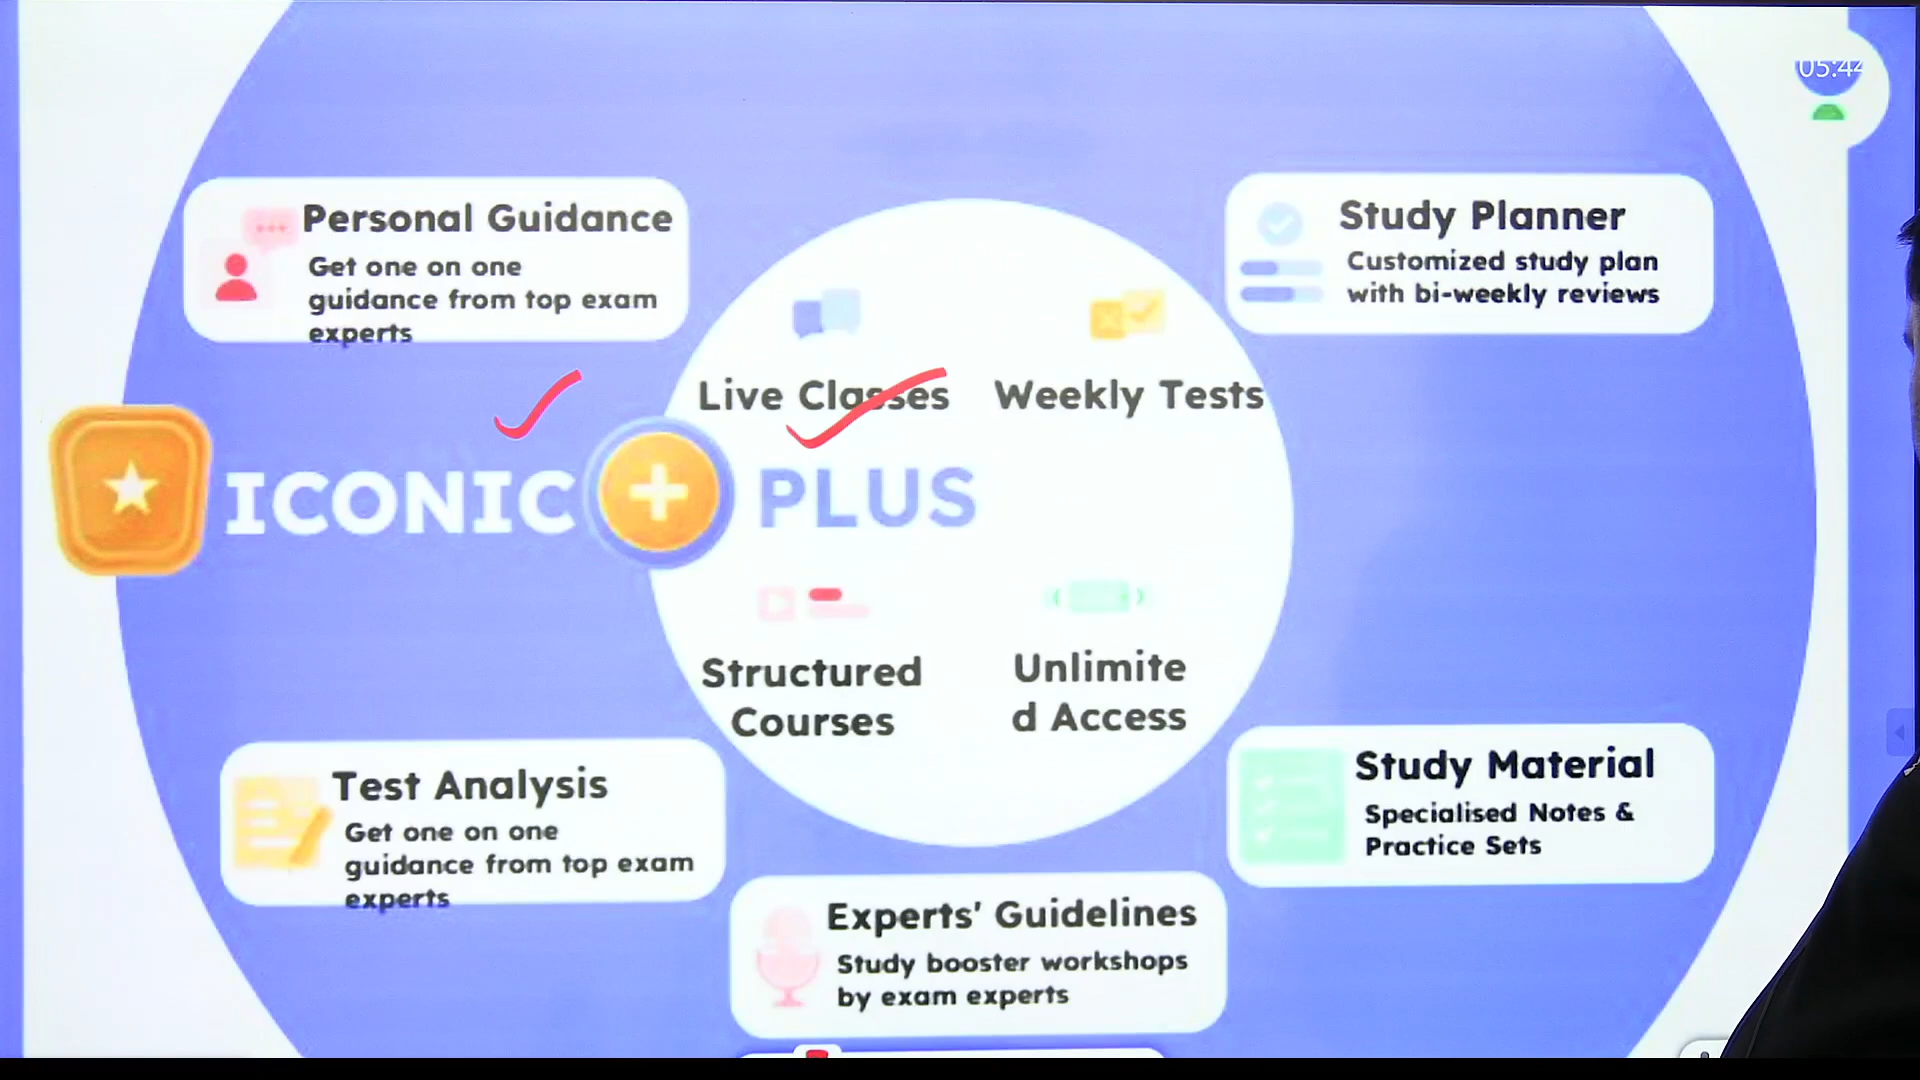 05:44
Personal Guidance
Get one on one
guidance from top exam
experts
Study Planner
Customized study plan
with bi-weekly reviews
Live Classes
Weekly Tests
ICONIC
PLUS
Structured
Courses
Unlimite
d Access
Test Analysis
Get one on one
guidance from top exam
experts
Study Material
Specialised Notes &
Practice Sets
Experts' Guidelines
Study booster workshops
by exam experts